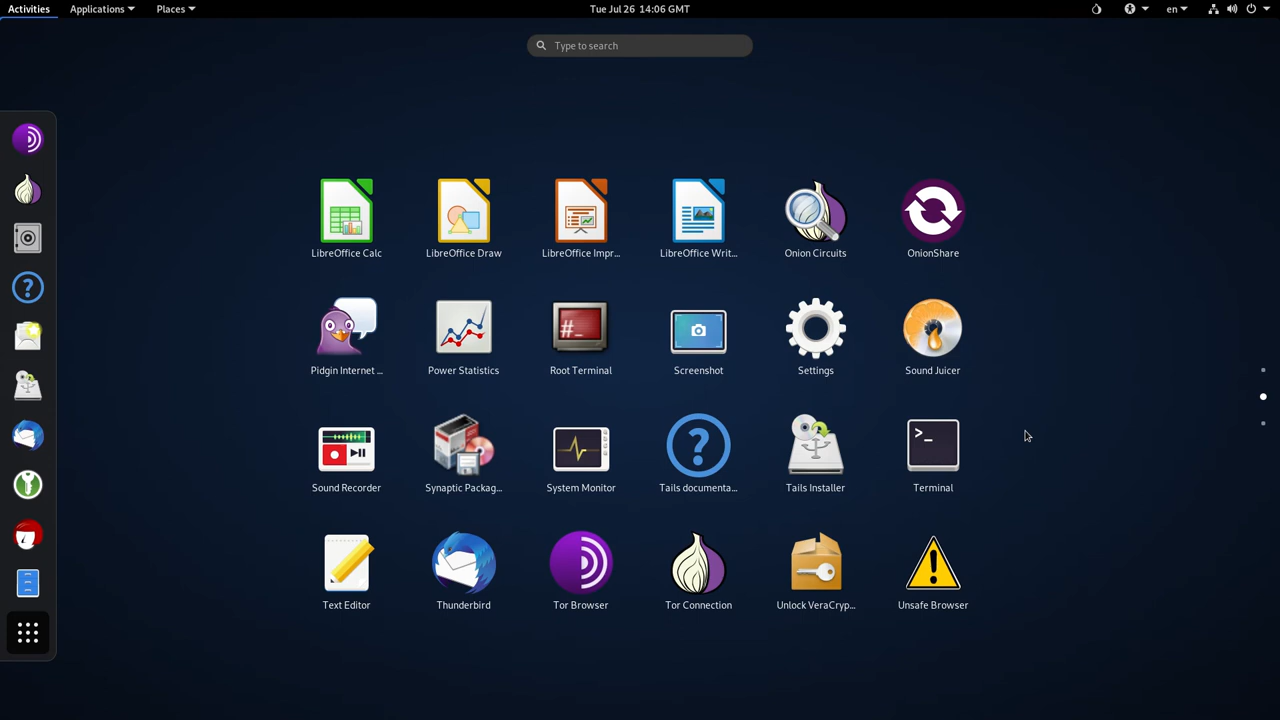 Activities Applications Places Tue Jul 26 14:06 GMT en
Type to search
LibreOffice Calc LibreOffice Draw LibreOffice Impr... LibreOffice Writ... Onion Circuits OnionShare
#_
Pidgin Internet ... Power Statistics Root Terminal Screenshot Settings Sound Juicer
>_
Sound Recorder Synaptic Packag... System Monitor Tails documenta... Tails Installer Terminal
Text Editor Thunderbird Tor Browser Tor Connection Unlock VeraCryp... Unsafe Browser